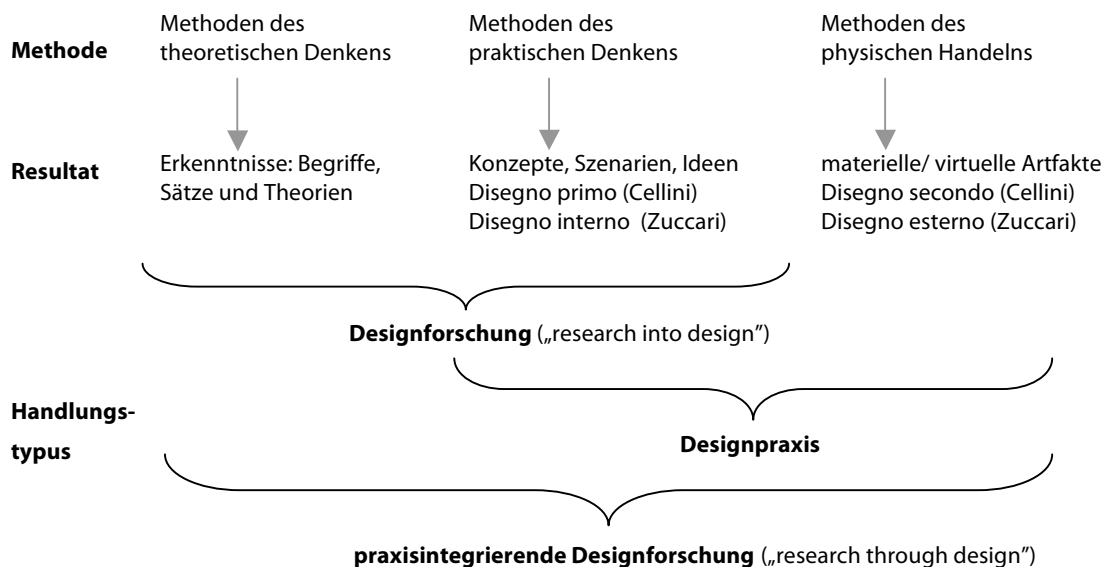 Methode
Methoden des
theoretischen Denkens
Methoden des
praktischen Denkens
Methoden des
physischen Handelns
Resultat
Erkenntnisse: Begriffe,
Sätze und Theorien
Konzepte, Szenarien, Ideen
Disegno primo (Cellini)
Disegno interno (Zuccari)
materielle/ virtuelle Artfakte
Disegno secondo (Cellini)
Disegno esterno (Zuccari)
Designforschung („research into design”)
Handlungs-
typus
Designpraxis
praxisintegrierende Designforschung („research through design”)